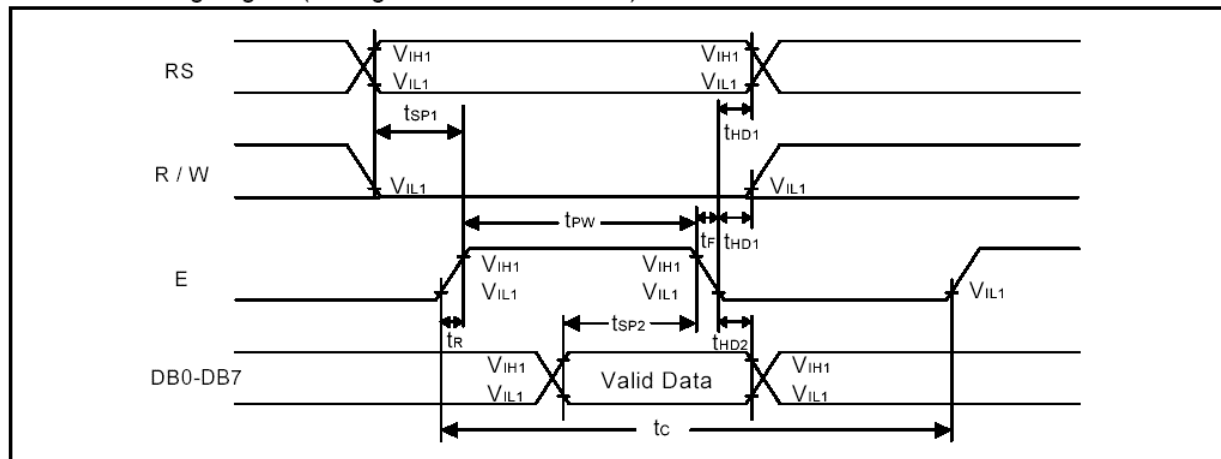 RS
VIH1 VIH1
VIL1 VIL1
tSP1 tHD1
R / W
VIL1 VIL1
tPW tF tHD1
E
VIH1 VIH1
VIL1 VIL1 VIL1
tR tSP2 tHD2
DB0-DB7
VIH1 Valid Data VIH1
VIL1 VIL1
tC